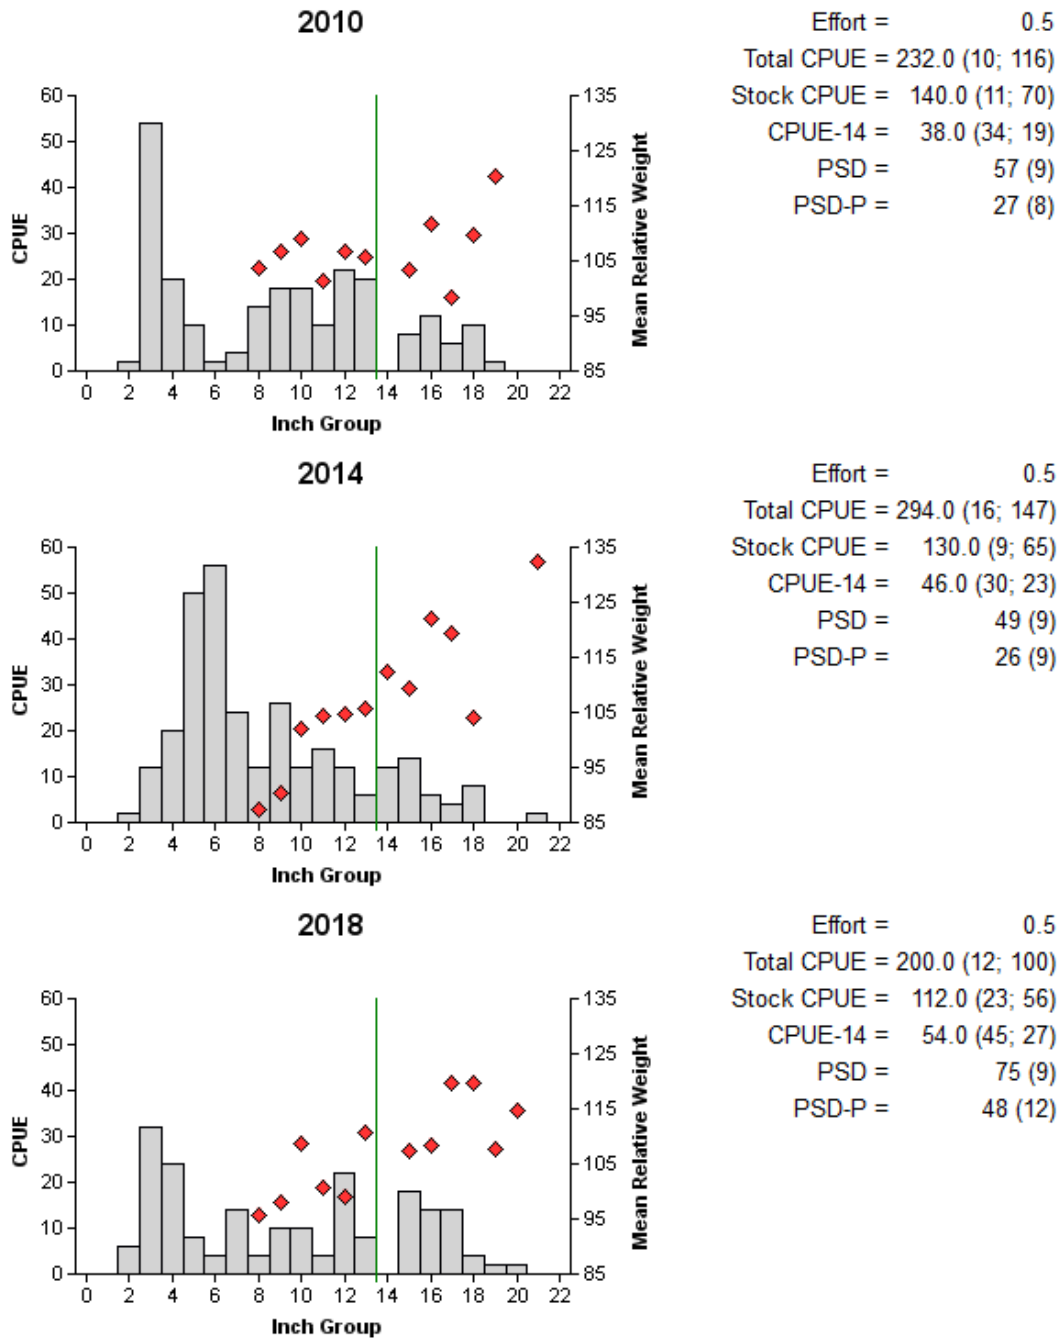 2010
Effort = 0.5
Total CPUE = 232.0 (10; 116)
Stock CPUE = 140.0 (11; 70)
CPUE-14 = 38.0 (34; 19)
PSD = 57 (9)
PSD-P = 27 (8)
60 135
50 125
40 115
30 105
20 95
10 85
0
CPUE
Mean Relative Weight
0 2 4 6 8 10 12 14 16 18 20 22
Inch Group
2014
Effort = 0.5
Total CPUE = 294.0 (16; 147)
Stock CPUE = 130.0 (9; 65)
CPUE-14 = 46.0 (30; 23)
PSD = 49 (9)
PSD-P = 26 (9)
60 135
50 125
40 115
30 105
20 95
10 85
0
CPUE
Mean Relative Weight
0 2 4 6 8 10 12 14 16 18 20 22
Inch Group
2018
Effort = 0.5
Total CPUE = 200.0 (12; 100)
Stock CPUE = 112.0 (23; 56)
CPUE-14 = 54.0 (45; 27)
PSD = 75 (9)
PSD-P = 48 (12)
60 135
50 125
40 115
30 105
20 95
10 85
0
CPUE
Mean Relative Weight
0 2 4 6 8 10 12 14 16 18 20 22
Inch Group